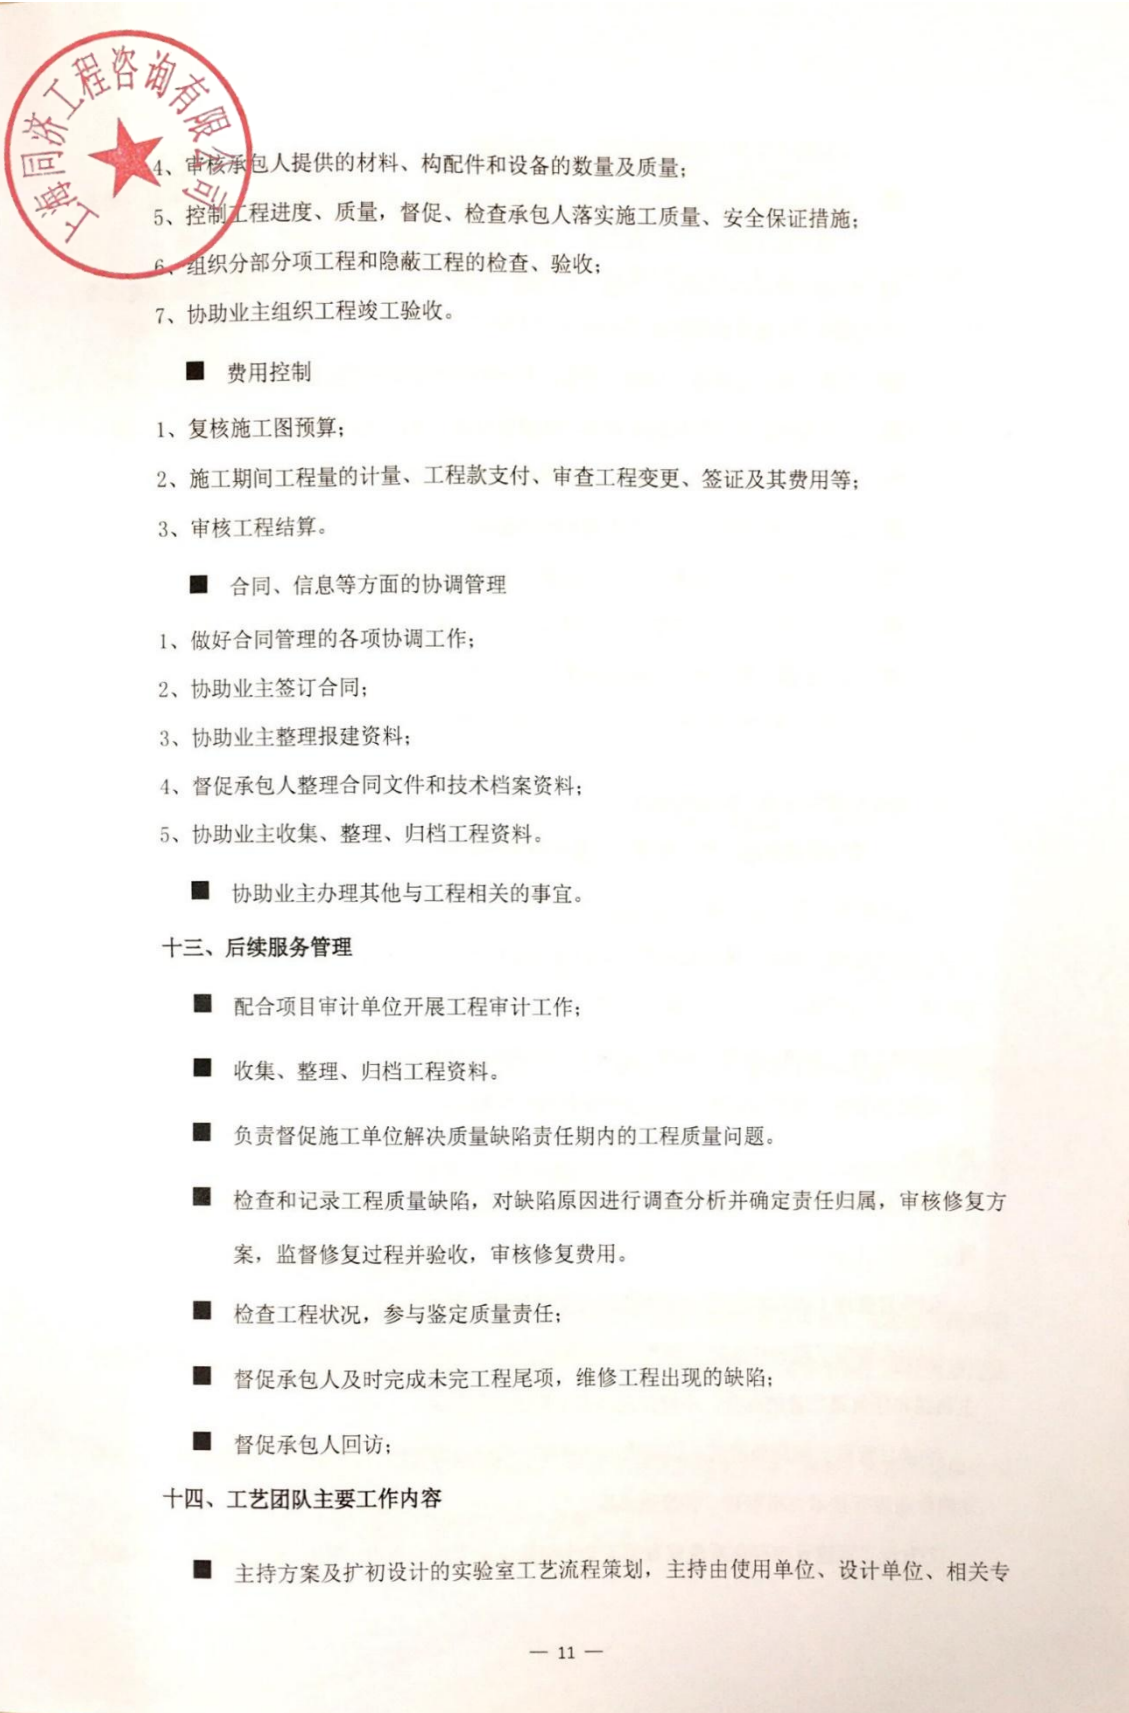 上海同济工程咨询有限公司
4、审核承包人提供的材料、构配件和设备的数量及质量;
5、控制工程进度、质量，督促、检查承包人落实施工质量、安全保证措施;
6、组织分部分项工程和隐蔽工程的检查、验收;
7、协助业主组织工程竣工验收。
■ 费用控制
1、复核施工图预算;
2、施工期间工程量的计量、工程款支付、审查工程变更、签证及其费用等;
3、审核工程结算。
■ 合同、信息等方面的协调管理
1、做好合同管理的各项协调工作;
2、协助业主签订合同;
3、协助业主整理报建资料;
4、督促承包人整理合同文件和技术档案资料;
5、协助业主收集、整理、归档工程资料。
■ 协助业主办理其他与工程相关的事宜。
十三、后续服务管理
■ 配合项目审计单位开展工程审计工作;
■ 收集、整理、归档工程资料。
■ 负责督促施工单位解决质量缺陷责任期内的工程质量问题。
■ 检查和记录工程质量缺陷，对缺陷原因进行调查分析并确定责任归属，审核修复方
案，监督修复过程并验收，审核修复费用。
■ 检查工程状况，参与鉴定质量责任;
■ 督促承包人及时完成未完工程尾项，维修工程出现的缺陷;
■ 督促承包人回访;
十四、工艺团队主要工作内容
■ 主持方案及扩初设计的实验室工艺流程策划，主持由使用单位、设计单位、相关专
— 11 —